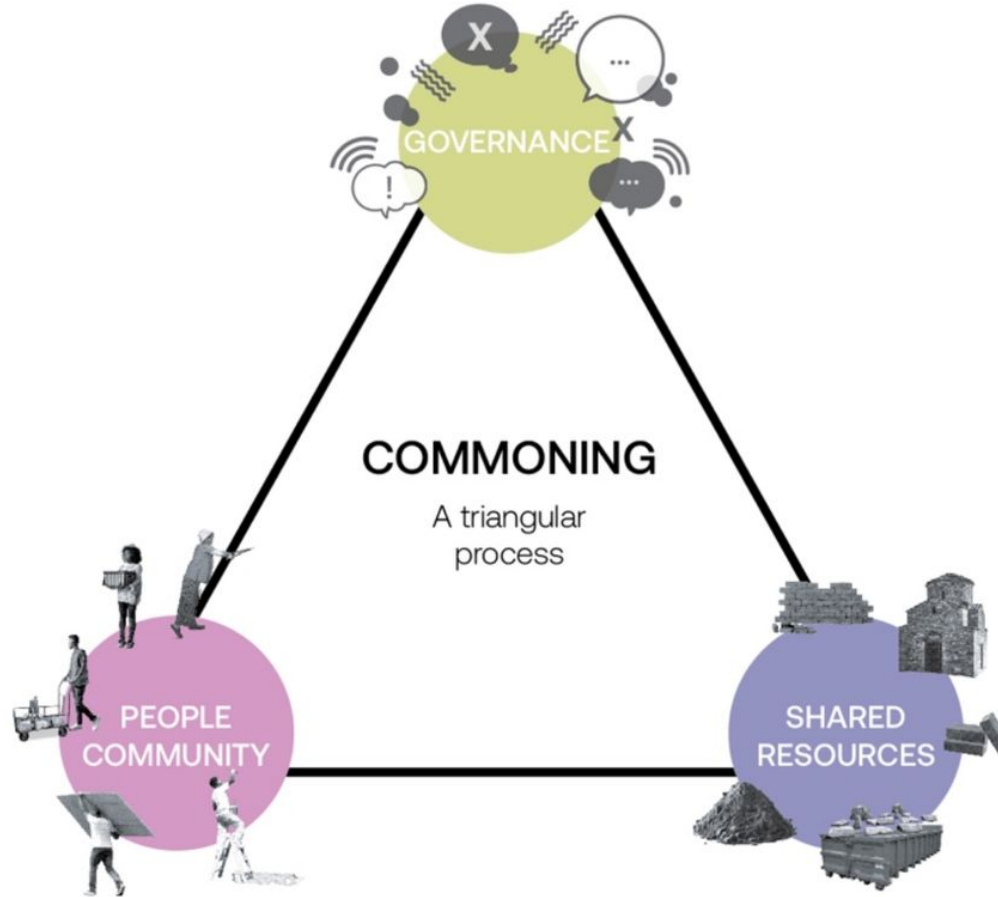 X
...
GOVERNANCE
X
!
...
COMMONING
A triangular
process
PEOPLE
COMMUNITY
SHARED
RESOURCES